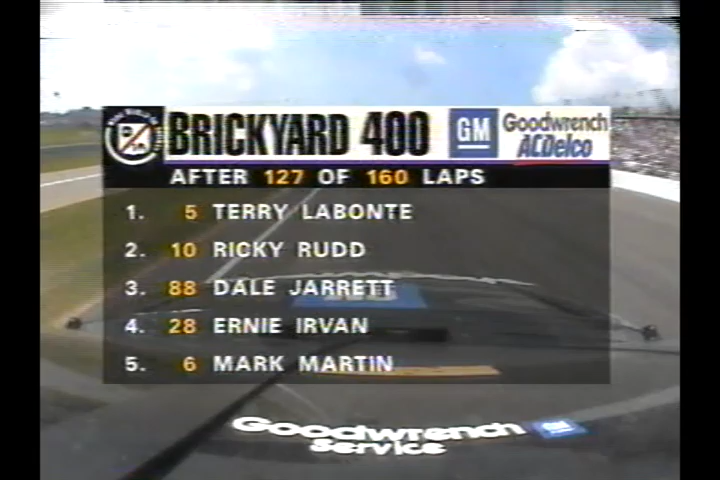 BRICKYARD 400
GM
Goodwrench
ACDelco
AFTER 127 OF 160 LAPS
1. 5 TERRY LABONTE
2. 10 RICKY RUDD
3. 88 DALE JARRETT
4. 28 ERNIE IRVAN
5. 6 MARK MARTIN
Goodwrench
Service